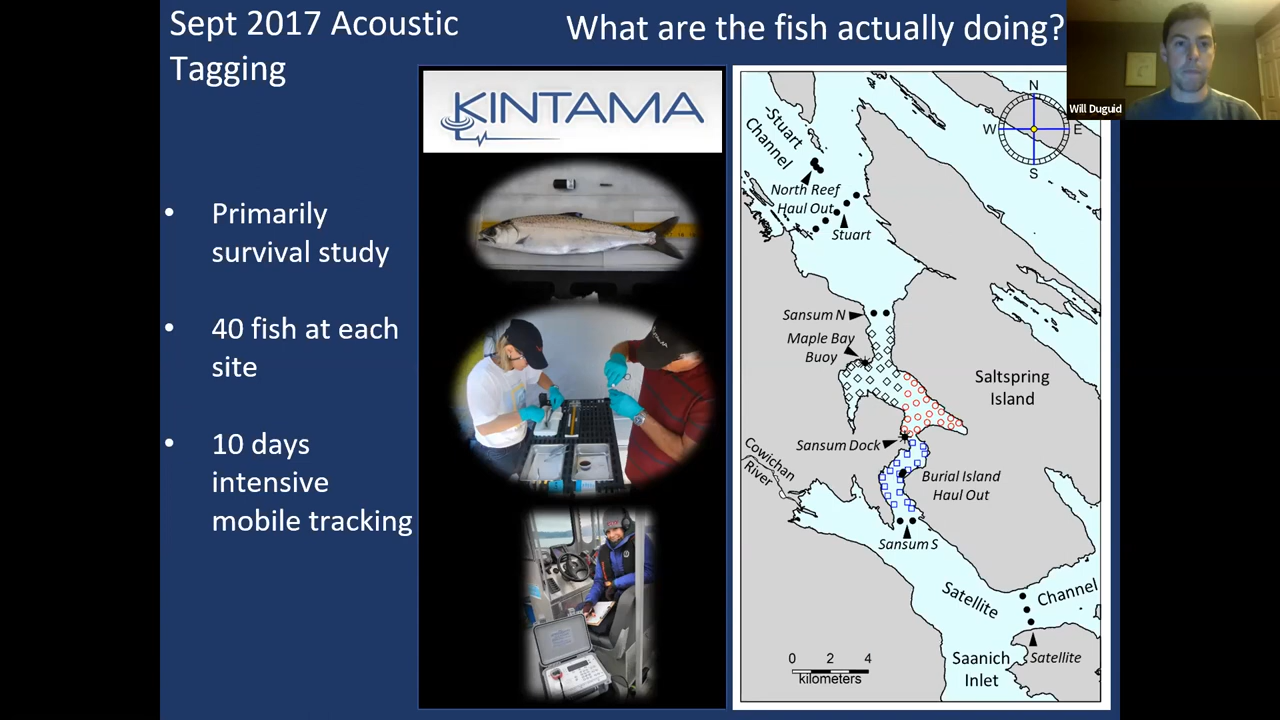 Sept 2017 Acoustic
Tagging
What are the fish actually doing?
Will Duguid
KINTAMA
• Primarily
survival study
• 40 fish at each
site
• 10 days
intensive
mobile tracking
N
W
E
S
Stuart
Channel
North Reef
Haul Out
Stuart
Sansum N
Maple Bay
Buoy
Saltspring
Island
Sansum Dock
Cowichan
River
Burial Island
Haul Out
Sansum S
Satellite
Channel
Saanich
Inlet
Satellite
0 2 4
kilometers